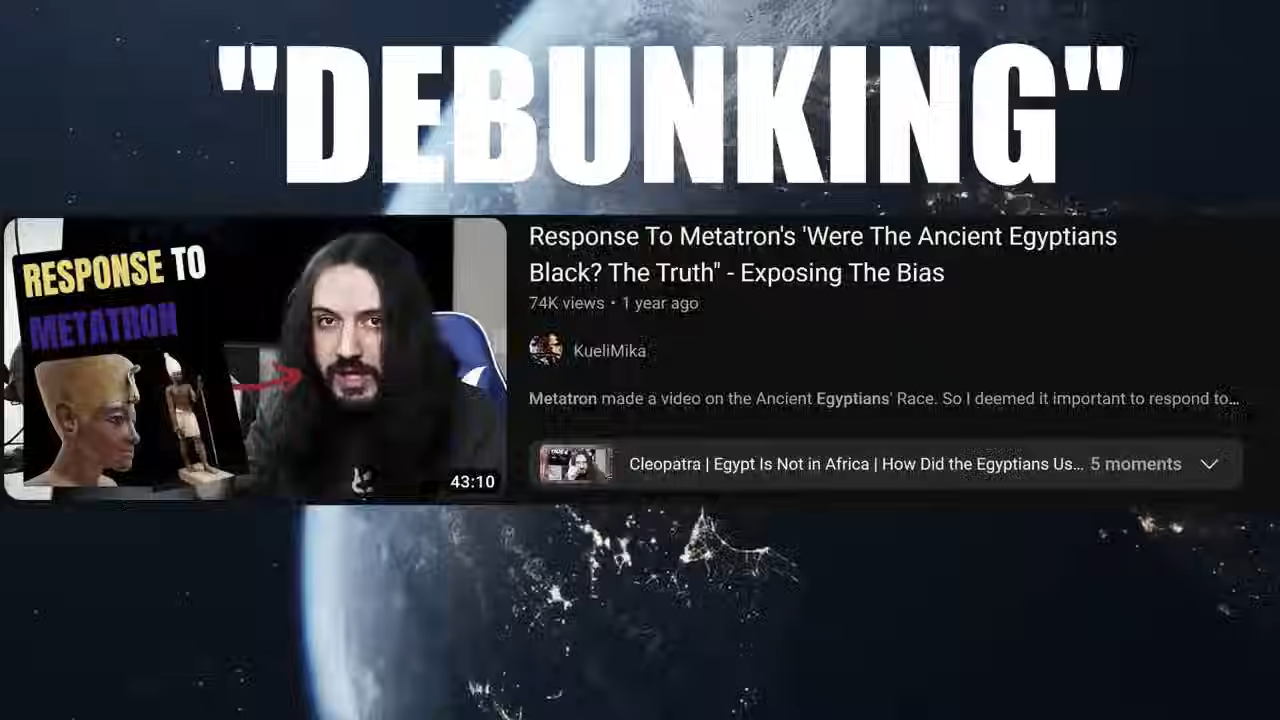 "DEBUNKING"
RESPONSE TO
METATRON
43:10
Response To Metatron's 'Were The Ancient Egyptians
Black? The Truth" - Exposing The Bias
74K views • 1 year ago
KueliMika
Metatron made a video on the Ancient Egyptians' Race. So I deemed it important to respond to...
Cleopatra | Egypt Is Not in Africa | How Did the Egyptians Us... 5 moments